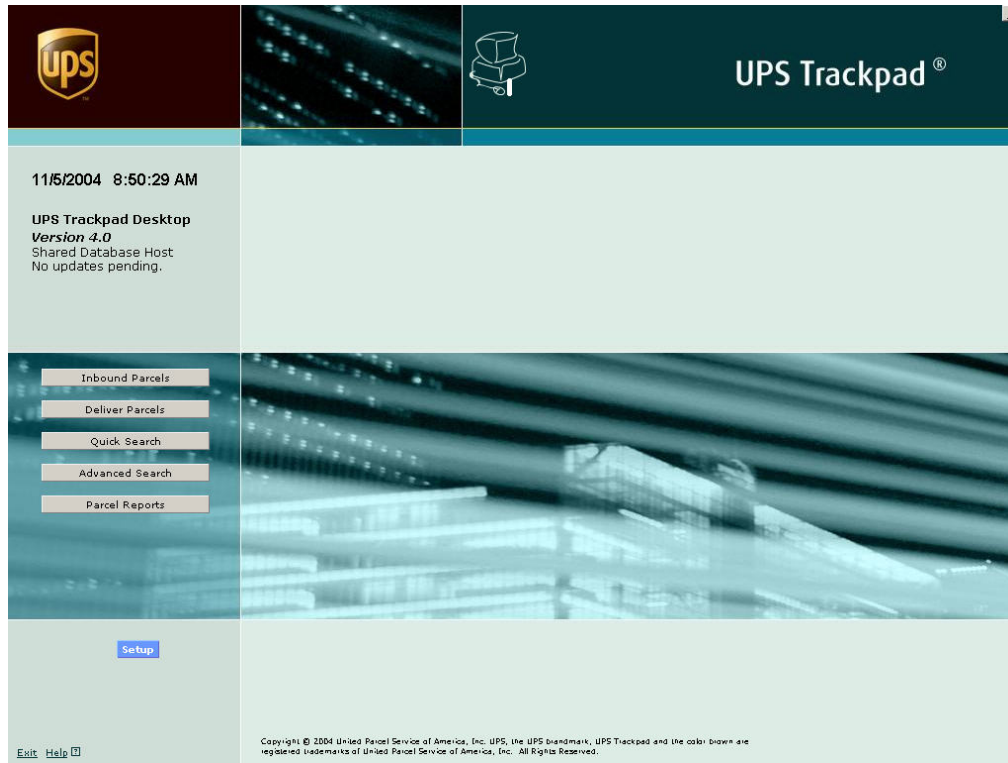 ups
UPS Trackpad ®
11/5/2004 8:50:29 AM
UPS Trackpad Desktop
Version 4.0
Shared Database Host
No updates pending.
Inbound Parcels
Deliver Parcels
Quick Search
Advanced Search
Parcel Reports
Setup
Exit Help ?
Copyright © 2004 United Parcel Service of America, Inc. UPS, the UPS brandmark, UPS Trackpad and the color brown are
registered trademarks of United Parcel Service of America, Inc. All Rights Reserved.